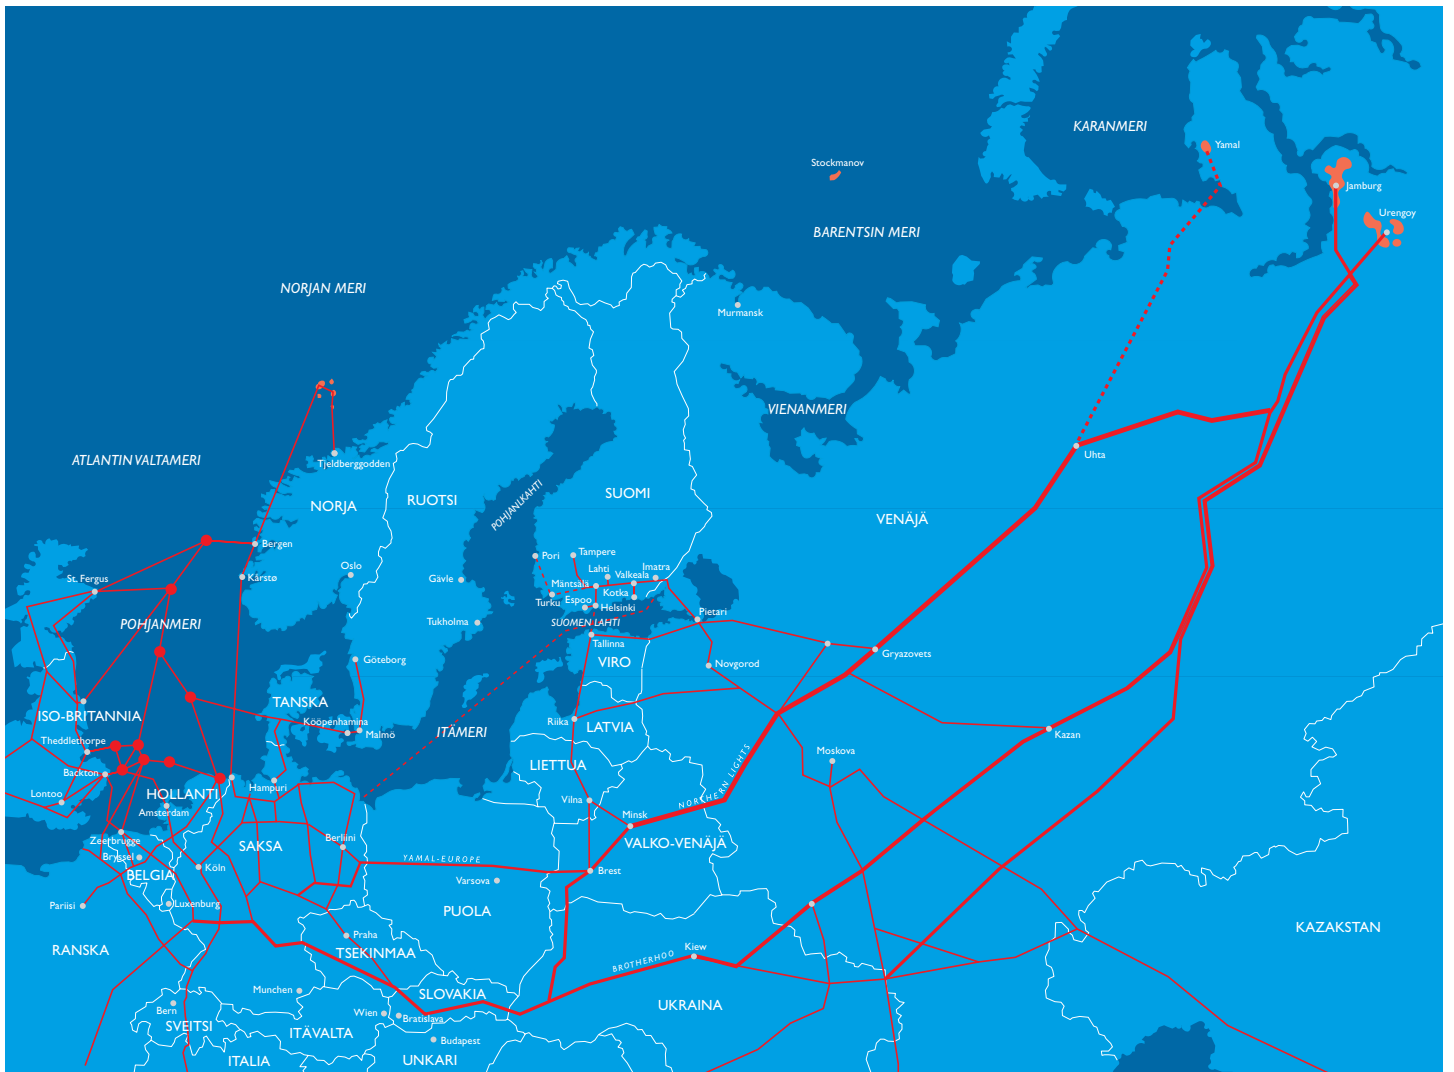 KARANMERI
Yamal
Stockmanov
Jamburg
Urengoy
BARENTSIN MERI
NORJAN MERI
Murmansk
VIENANMERI
ATLANTIN VALTAMERI
Tjeldberggodden
Uhta
POHJANLKAHTI
RUOTSI
SUOMI
NORJA
VENÄJÄ
Bergen
Pori
Tampere
Oslo
Lahti
Valkeala
Imatra
St. Fergus
Kårstø
Gävle
Mäntsälä
Kotka
Turku
Espoo
Helsinki
Pietari
POHJANMERI
Tukholma
SUOMEN LAHTI
Tallinna
Göteborg
VIRO
Novgorod
Gryazovets
TANSKA
ISO-BRITANNIA
Kööpenhamina
Malmö
ITÄMERI
Riika
LATVIA
Kazan
Theddlethorpe
Moskova
Backton
LIETTUA
Hampuri
NORTHERN LIGHTS
Lontoo
HOLLANTI
Amsterdam
Vilna
Minsk
Zeebrugge
Bryssel
SAKSA
Berliini
VALKO-VENÄJÄ
YAMAL-EUROPE
Köln
BELGIA
Brest
Varsova
Pariisi
Luxenburg
PUOLA
KAZAKSTAN
Praha
RANSKA
TSEKINMAA
Kiew
BROTHERHOO
Munchen
SLOVAKIA
UKRAINA
Bern
Wien
Bratislava
SVEITSI
ITÄVALTA
Budapest
ITALIA
UNKARI